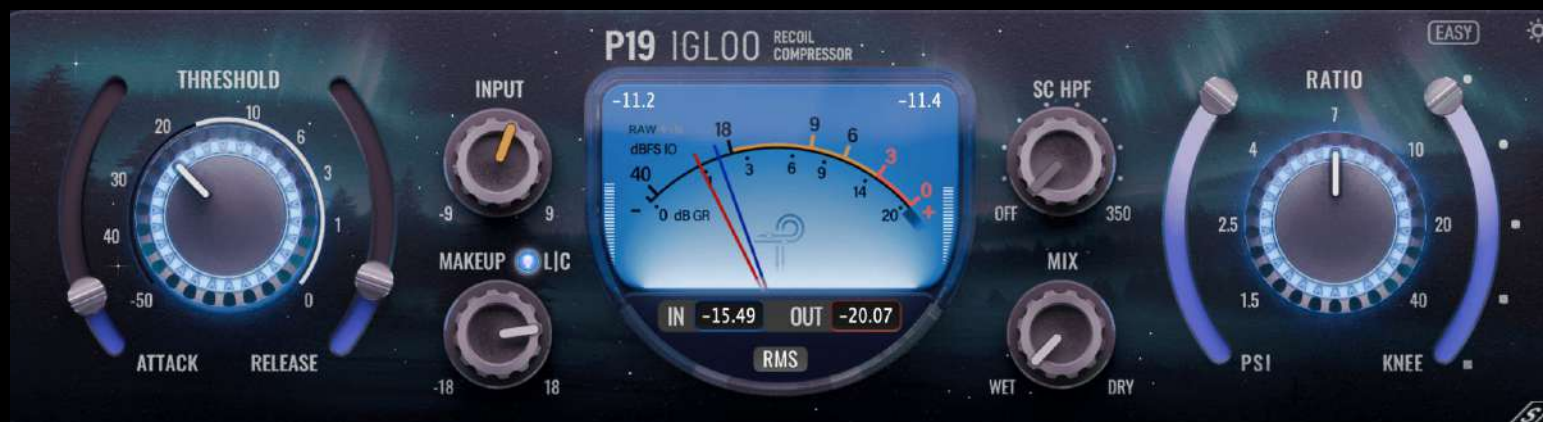 P19 IGLOO RECOIL COMPRESSOR
EASY
THRESHOLD
-50 40 30 20 10 6 3 1 0
ATTACK
RELEASE
INPUT
-9 9
MAKEUP L|C
-18 18
-11.2 -11.4
RAW
dBFS IO
- 40 18 9 6 3 0 +
0 dB GR 3 6 9 14 20
IN -15.49 OUT -20.07
RMS
SC HPF
OFF 350
MIX
WET DRY
RATIO
1.5 2.5 4 7 10 20 40
PSI
KNEE